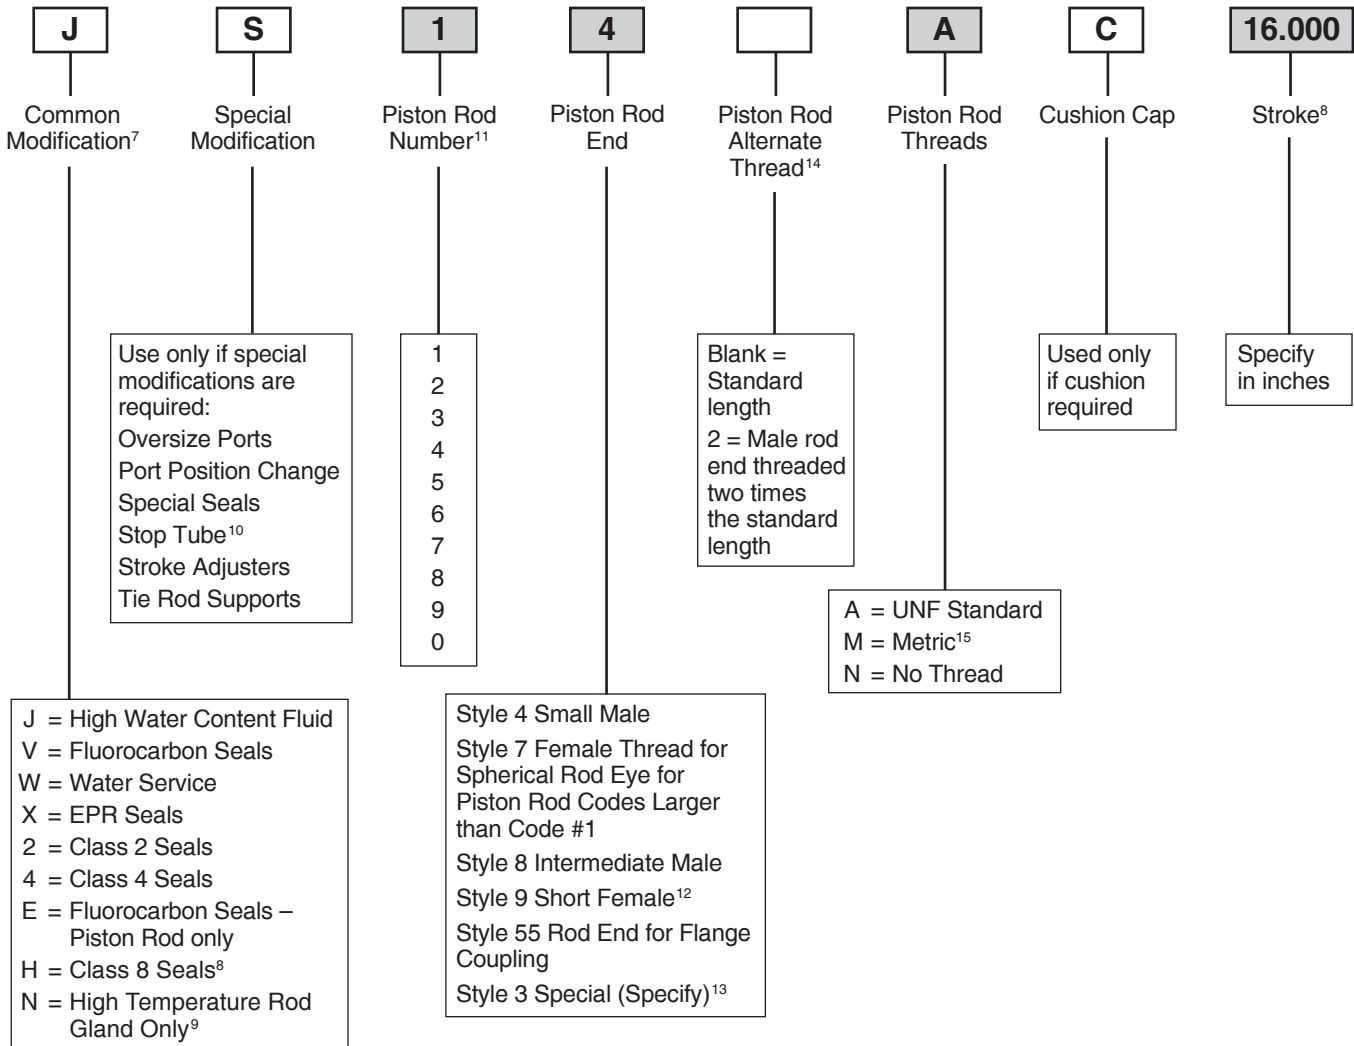 J S 1 4 A C 16.000
Common
Modification⁷
Special
Modification
Piston Rod
Number¹¹
Piston Rod
End
Piston Rod
Alternate
Thread¹⁴
Piston Rod
Threads
Cushion Cap
Stroke⁸
Use only if special
modifications are
required:
Oversize Ports
Port Position Change
Special Seals
Stop Tube¹⁰
Stroke Adjusters
Tie Rod Supports
1
2
3
4
5
6
7
8
9
0
Blank =
Standard
length
2 = Male rod
end threaded
two times
the standard
length
Used only
if cushion
required
Specify
in inches
A = UNF Standard
M = Metric¹⁵
N = No Thread
J = High Water Content Fluid
V = Fluorocarbon Seals
W = Water Service
X = EPR Seals
2 = Class 2 Seals
4 = Class 4 Seals
E = Fluorocarbon Seals –
Piston Rod only
H = Class 8 Seals⁸
N = High Temperature Rod
Gland Only⁹
Style 4 Small Male
Style 7 Female Thread for
Spherical Rod Eye for
Piston Rod Codes Larger
than Code #1
Style 8 Intermediate Male
Style 9 Short Female¹²
Style 55 Rod End for Flange
Coupling
Style 3 Special (Specify)¹³